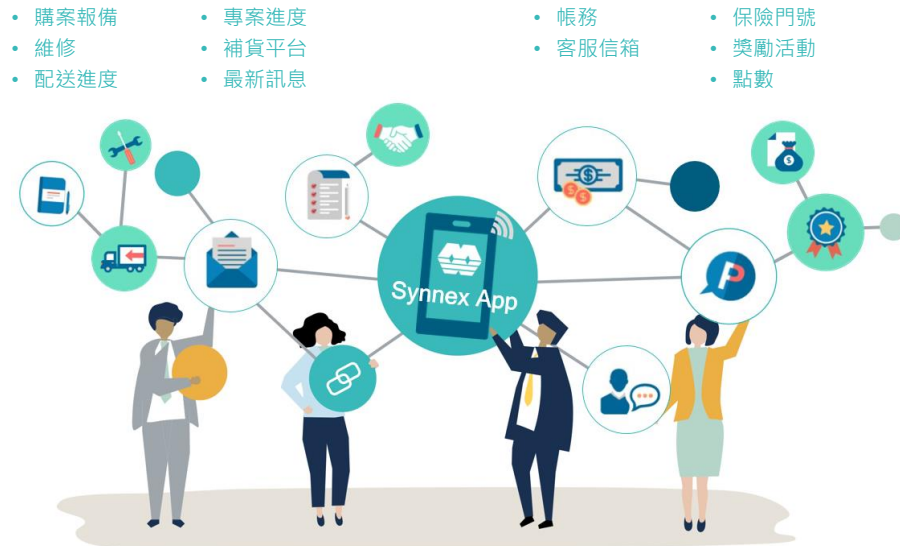 • 購案報備
• 維修
• 配送進度
• 專案進度
• 補貨平台
• 最新訊息
• 帳務
• 客服信箱
• 保險門號
• 獎勵活動
• 點數
Synnex App
P